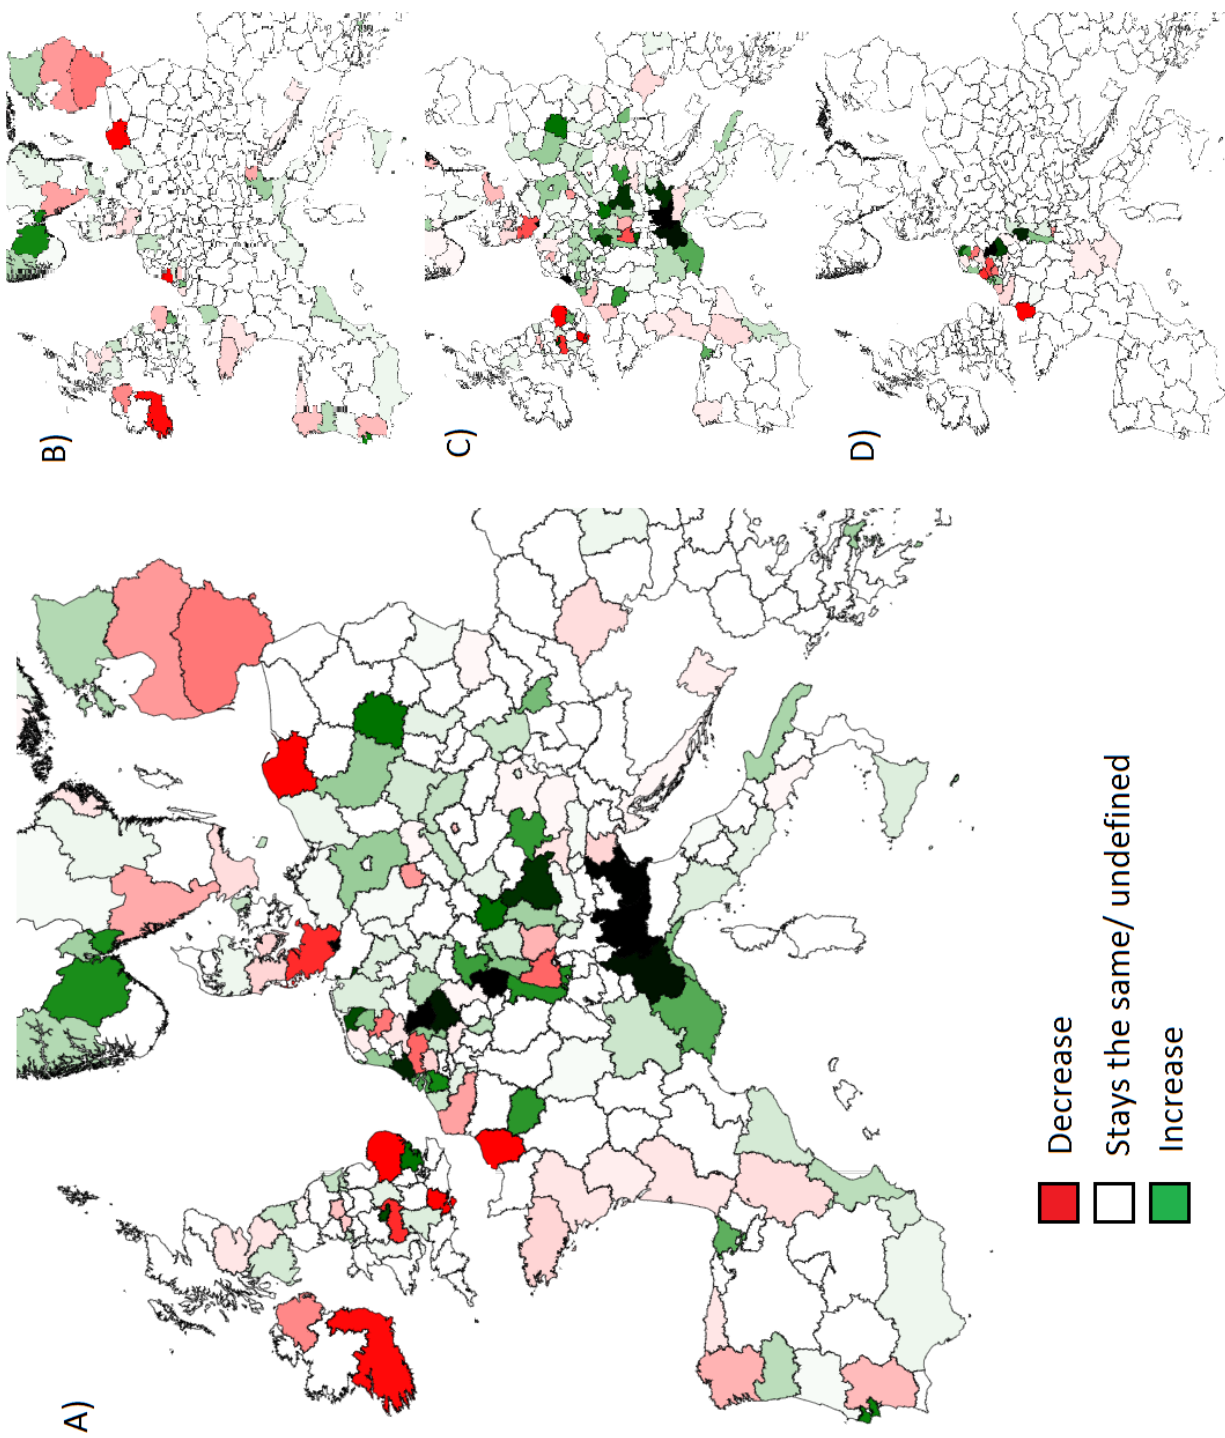 A)
B)
C)
D)
Decrease
Stays the same/ undefined
Increase